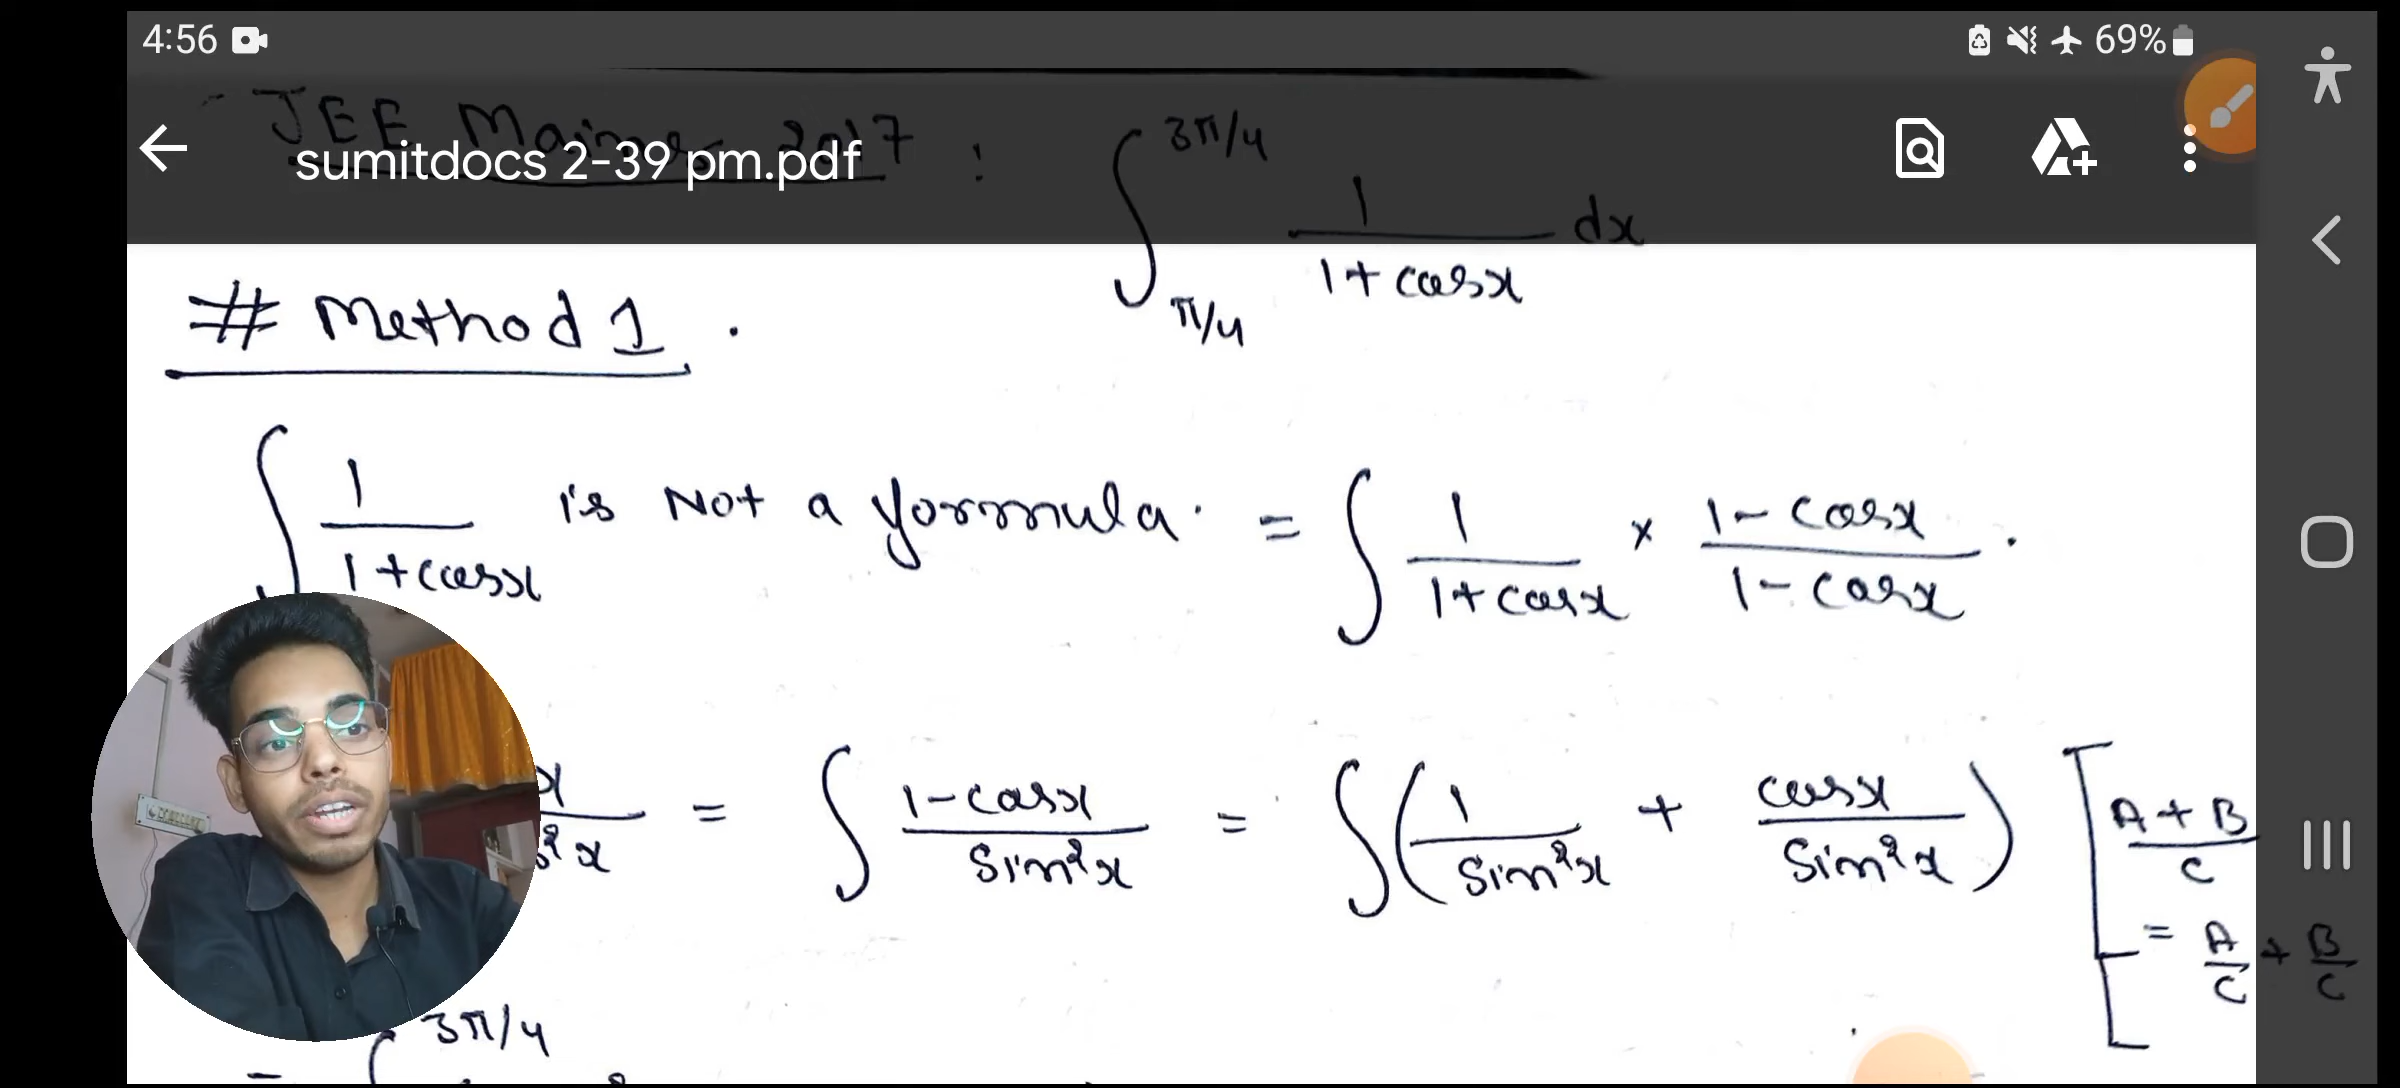 4:56 69%
JEE Mains 2017 : ∫ 3π/4 π/4 1/(1+cosx) dx
sumitdocs 2-39 pm.pdf
# Method 1 .
∫ 1/(1+cosx) is Not a formula. = ∫ 1/(1+cosx) × (1-cosx)/(1-cosx) .
x/s²x = ∫ (1-cosx)/sin²x = ∫ ( 1/sin²x + cosx/sin²x ) [ (A+B)/C
= A/C + B/C
= ∫ 3π/4